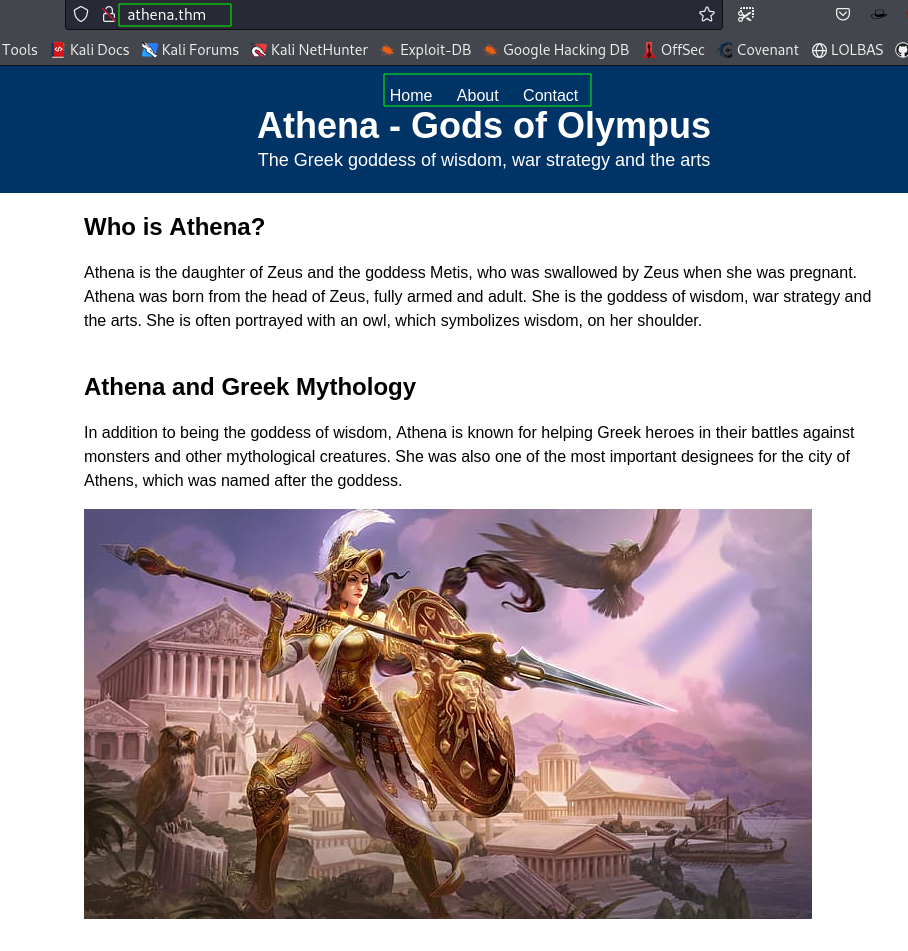 athena.thm
Tools Kali Docs Kali Forums Kali NetHunter Exploit-DB Google Hacking DB OffSec Covenant LOLBAS
Home About Contact
Athena - Gods of Olympus
The Greek goddess of wisdom, war strategy and the arts
Who is Athena?
Athena is the daughter of Zeus and the goddess Metis, who was swallowed by Zeus when she was pregnant.
Athena was born from the head of Zeus, fully armed and adult. She is the goddess of wisdom, war strategy and
the arts. She is often portrayed with an owl, which symbolizes wisdom, on her shoulder.
Athena and Greek Mythology
In addition to being the goddess of wisdom, Athena is known for helping Greek heroes in their battles against
monsters and other mythological creatures. She was also one of the most important designees for the city of
Athens, which was named after the goddess.